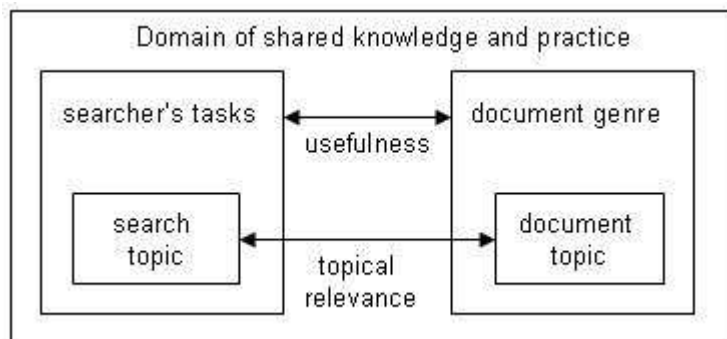 Domain of shared knowledge and practice
searcher's tasks
document genre
usefulness
search
topic
document
topic
topical
relevance